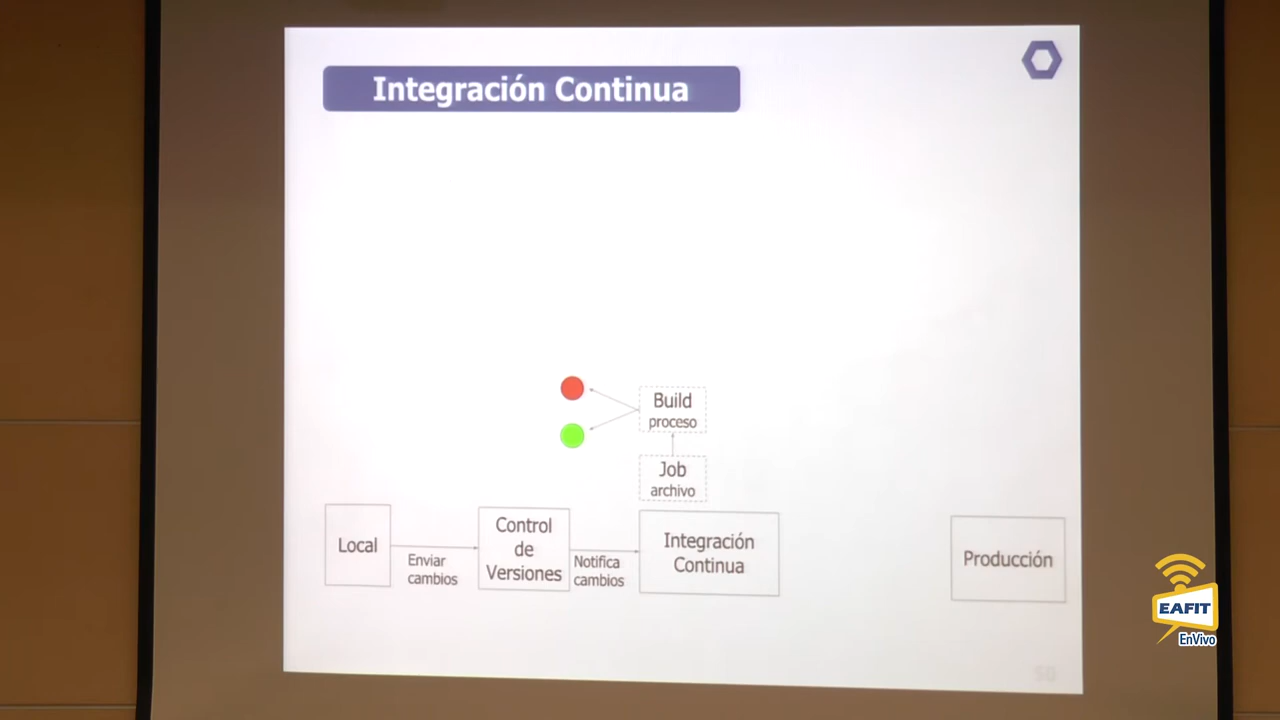 Integración Continua
Build
proceso
Job
archivo
Local
Enviar
cambios
Control
de
Versiones
Notifica
cambios
Integración
Continua
Producción
EAFIT
EnVivo
50